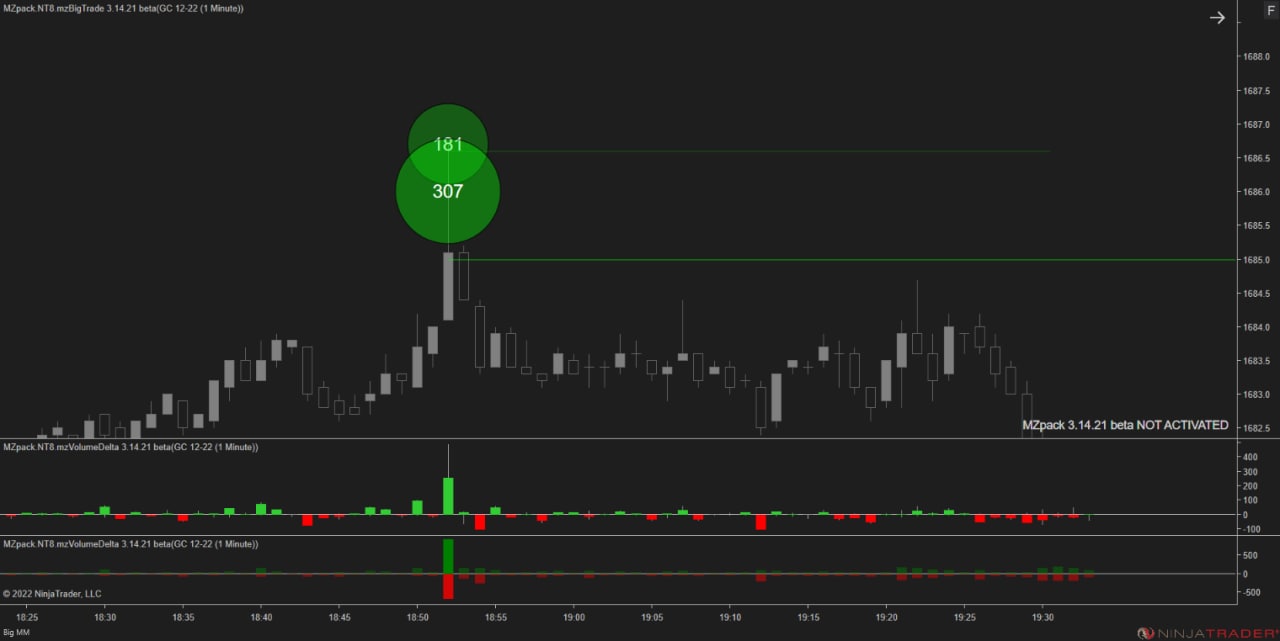 MZpack.NT8.mzBigTrade 3.14.21 beta(GC 12-22 (1 Minute))
F
1688.0
1687.5
1687.0
181
1686.5
307
1686.0
1685.5
1685.0
1684.5
1684.0
1683.5
1683.0
MZpack 3.14.21 beta NOT ACTIVATED
1682.5
MZpack.NT8.mzVolumeDelta 3.14.21 beta(GC 12-22 (1 Minute))
400
300
200
100
0
-100
MZpack.NT8.mzVolumeDelta 3.14.21 beta(GC 12-22 (1 Minute))
500
0
-500
© 2022 NinjaTrader, LLC
18:25 18:30 18:35 18:40 18:45 18:50 18:55 19:00 19:05 19:10 19:15 19:20 19:25 19:30
Big MM
NINJATRADER